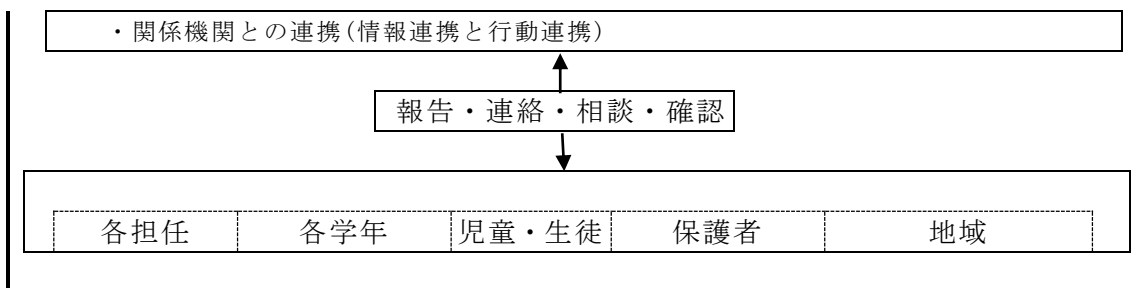 ・関係機関との連携(情報連携と行動連携)
報告・連絡・相談・確認
各担任 各学年 児童・生徒 保護者 地域